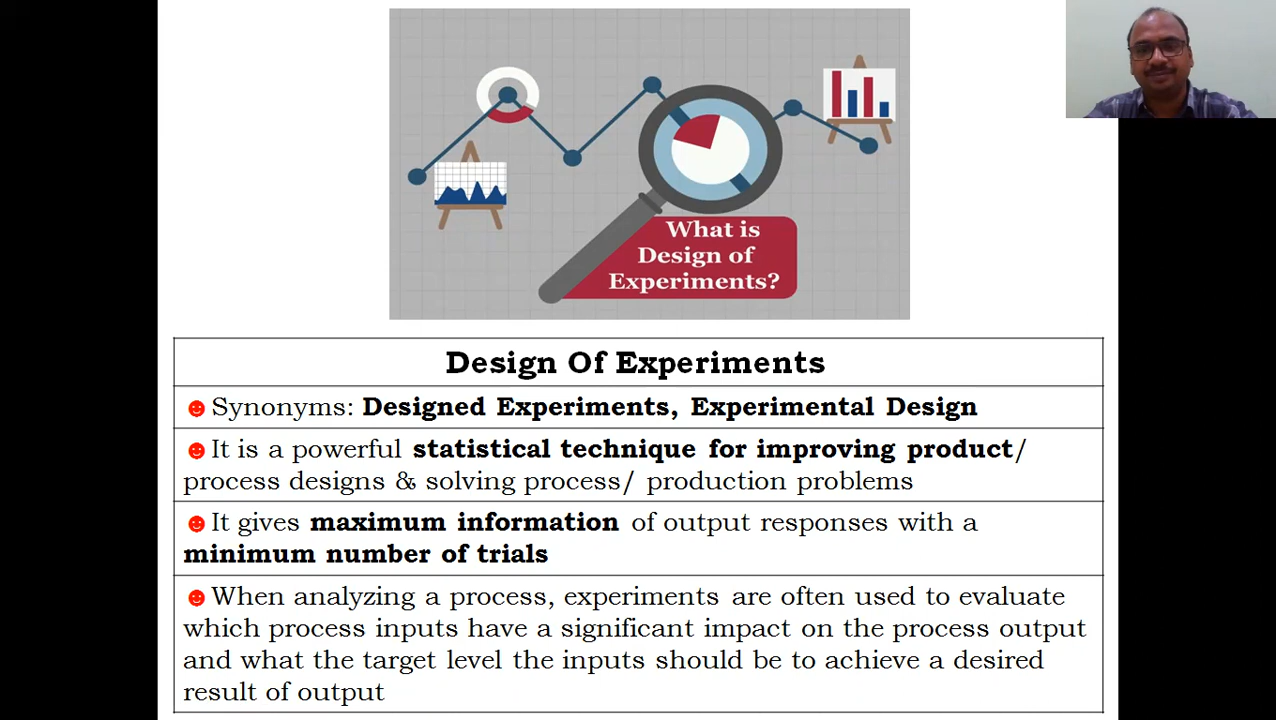 What is
Design of
Experiments?
Design Of Experiments
☻Synonyms: Designed Experiments, Experimental Design
☻It is a powerful statistical technique for improving product/
process designs & solving process/ production problems
☻It gives maximum information of output responses with a
minimum number of trials
☻When analyzing a process, experiments are often used to evaluate
which process inputs have a significant impact on the process output
and what the target level the inputs should be to achieve a desired
result of output